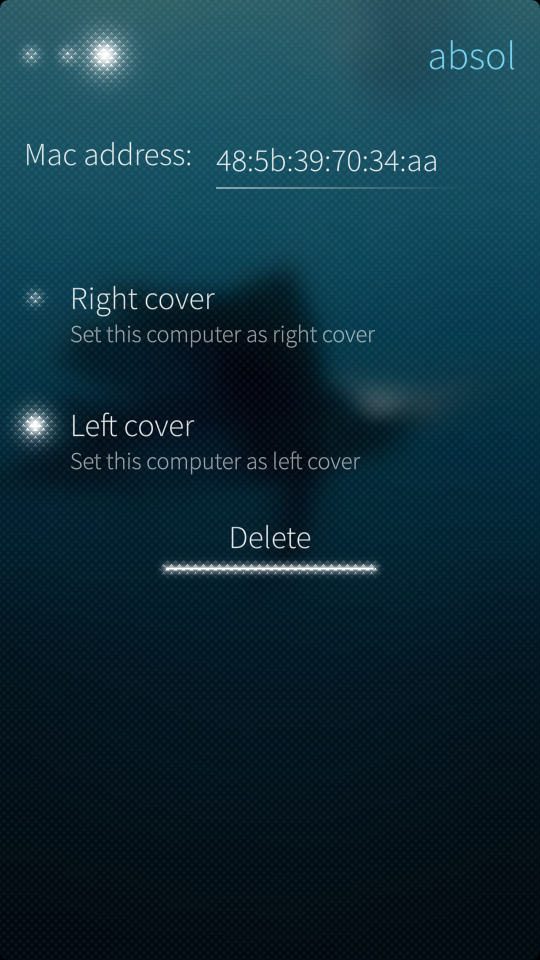 absol
Mac address: 48:5b:39:70:34:aa
Right cover
Set this computer as right cover
Left cover
Set this computer as left cover
Delete